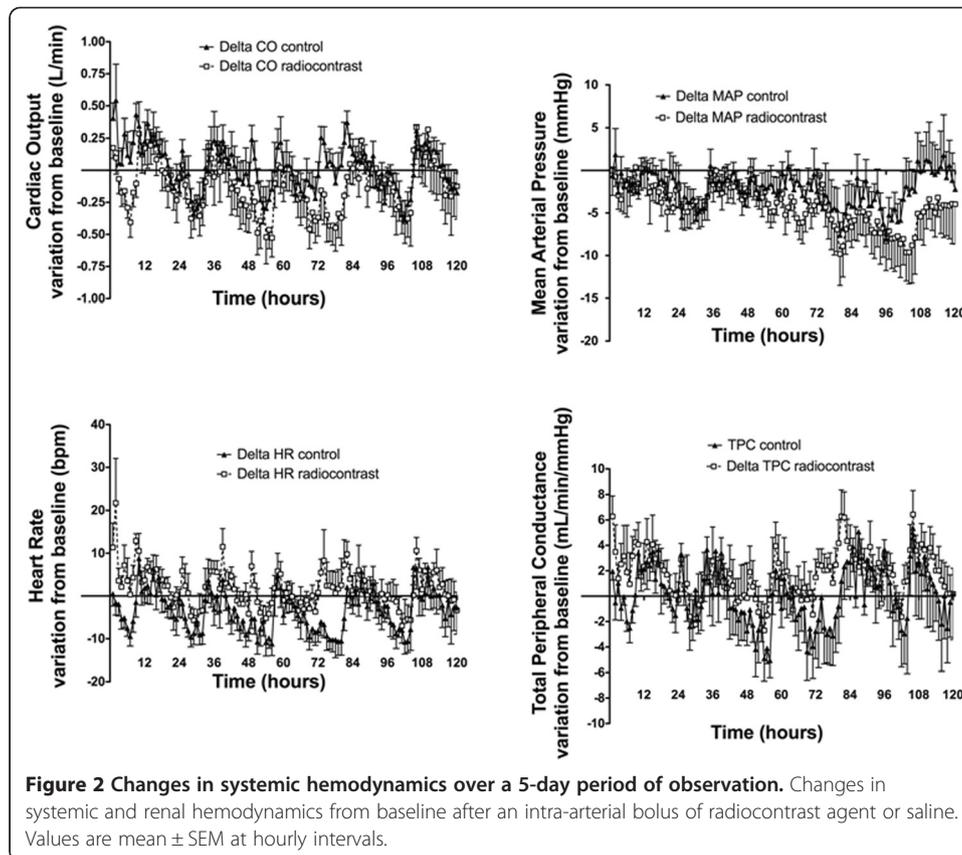 Delta CO control
Delta CO radiocontrast
Cardiac Output
variation from baseline (L/min)
1.00
0.75
0.50
0.25
0.00
-0.25
-0.50
-0.75
-1.00
12 24 36 48 60 72 84 96 108 120
Time (hours)
Delta MAP control
Delta MAP radiocontrast
Mean Arterial Pressure
variation from baseline (mmHg)
10
5
-5
-10
-15
-20
12 24 36 48 60 72 84 96 108 120
Time (hours)
Delta HR control
Delta HR radiocontrast
Heart Rate
variation from baseline (bpm)
40
30
20
10
0
-10
-20
12 24 36 48 60 72 84 96 108 120
Time (hours)
TPC control
Delta TPC radiocontrast
Total Peripheral Conductance
variation from baseline (mL/min/mmHg)
10
8
6
4
2
0
-2
-4
-6
-8
-10
12 24 36 48 60 72 84 96 108 120
Time (hours)
Figure 2 Changes in systemic hemodynamics over a 5-day period of observation. Changes in
systemic and renal hemodynamics from baseline after an intra-arterial bolus of radiocontrast agent or saline.
Values are mean ± SEM at hourly intervals.